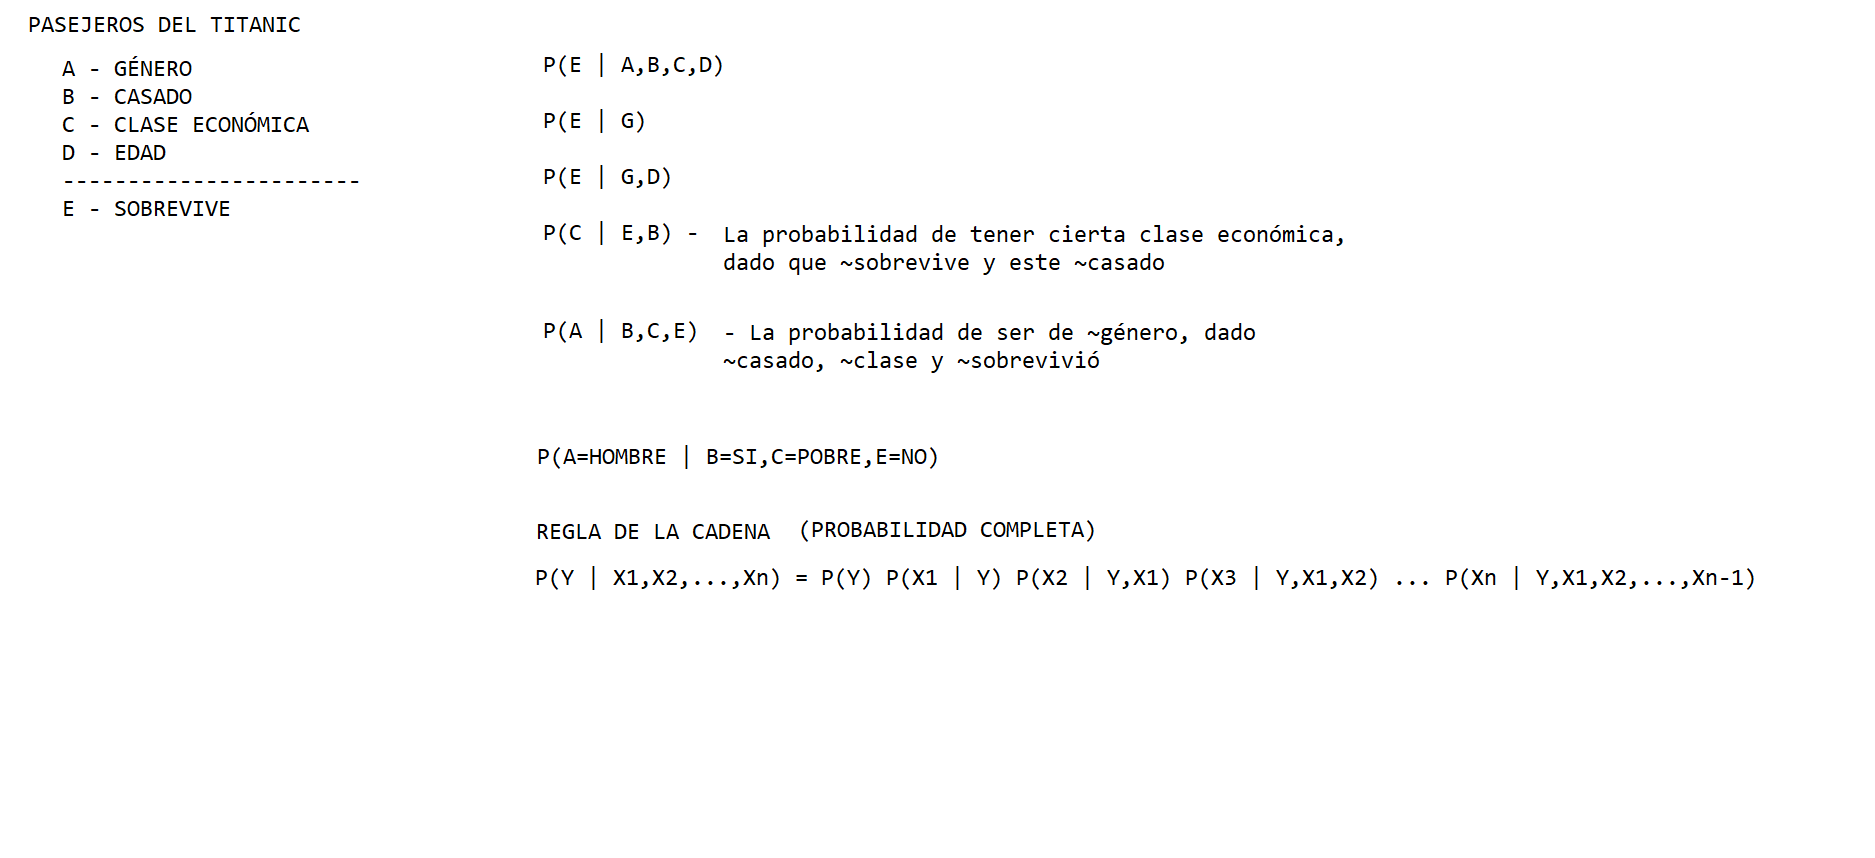 PASEJEROS DEL TITANIC
A - GÉNERO
B - CASADO
C - CLASE ECONÓMICA
D - EDAD
-----------------------
E - SOBREVIVE
P(E | A,B,C,D)
P(E | G)
P(E | G,D)
P(C | E,B) - La probabilidad de tener cierta clase económica,
dado que ~sobrevive y este ~casado
P(A | B,C,E) - La probabilidad de ser de ~género, dado
~casado, ~clase y ~sobrevivió
P(A=HOMBRE | B=SI,C=POBRE,E=NO)
REGLA DE LA CADENA (PROBABILIDAD COMPLETA)
P(Y | X1,X2,...,Xn) = P(Y) P(X1 | Y) P(X2 | Y,X1) P(X3 | Y,X1,X2) ... P(Xn | Y,X1,X2,...,Xn-1)